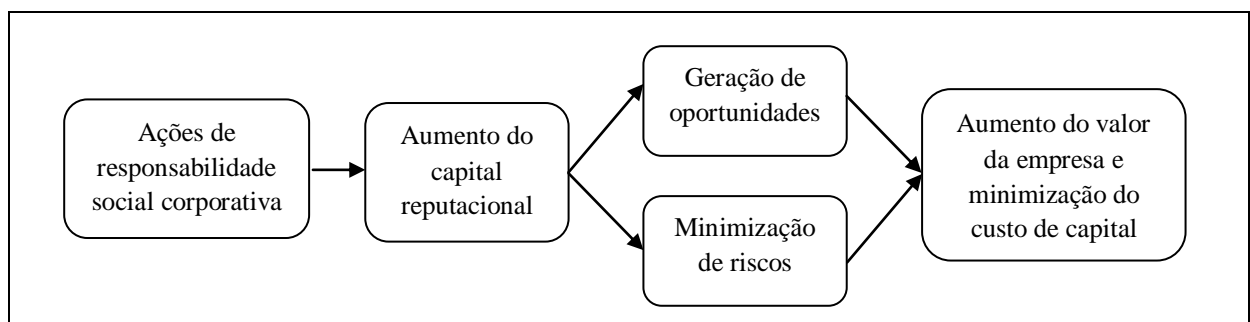 Ações de
responsabilidade
social corporativa
Aumento do
capital
reputacional
Geração de
oportunidades
Minimização
de riscos
Aumento do valor
da empresa e
minimização do
custo de capital